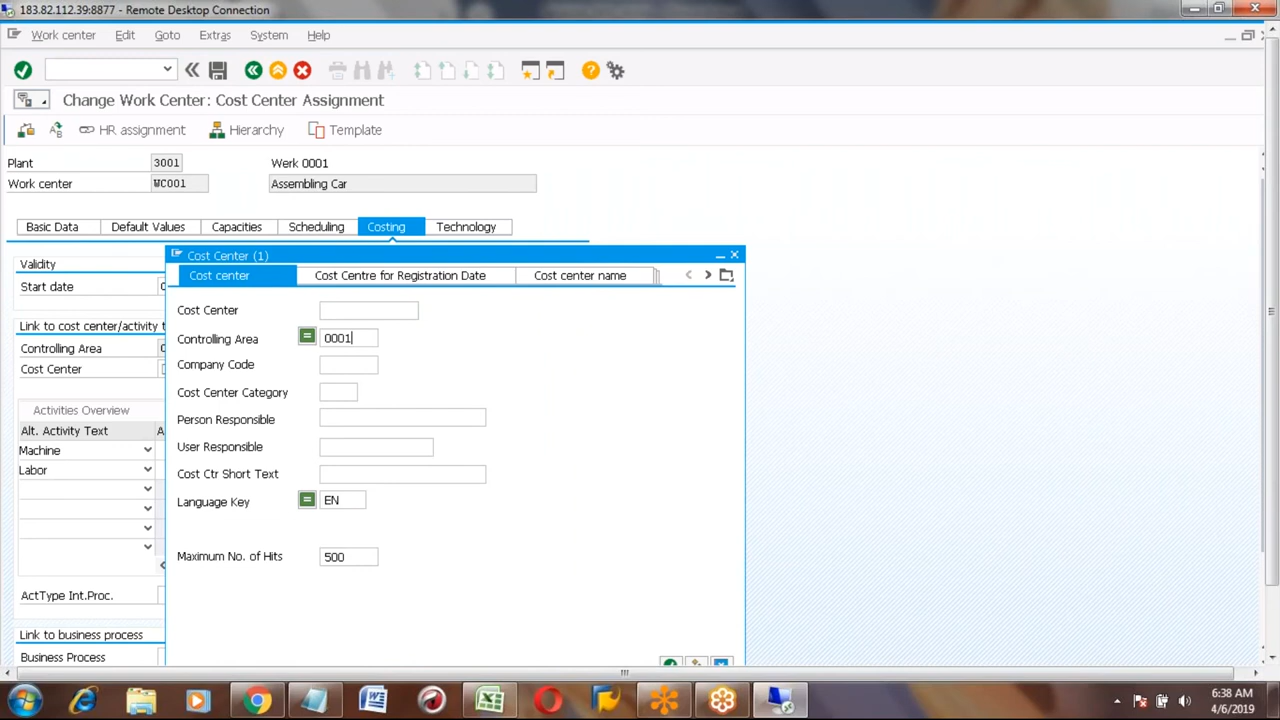 183.82.112.39:8877 - Remote Desktop Connection
Work center Edit Goto Extras System Help
Change Work Center: Cost Center Assignment
HR assignment Hierarchy Template
Plant 3001 Werk 0001
Work center WC001 Assembling Car
Basic Data Default Values Capacities Scheduling Costing Technology
Validity
Start date
Link to cost center/activity t
Controlling Area
Cost Center
Activities Overview
Alt. Activity Text A
Machine
Labor
ActType Int.Proc.
Link to business process
Business Process
Cost Center (1)
Cost center Cost Centre for Registration Date Cost center name
Cost Center
Controlling Area = 0001
Company Code
Cost Center Category
Person Responsible
User Responsible
Cost Ctr Short Text
Language Key = EN
Maximum No. of Hits 500
6:38 AM
4/6/2019